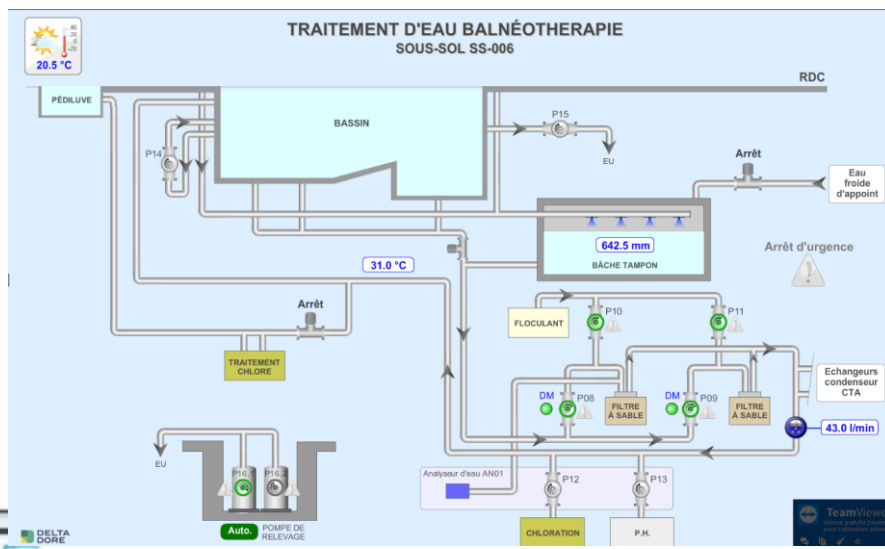 TRAITEMENT D'EAU BALNÉOTHERAPIE
SOUS-SOL SS-006
20.5 °C
RDC
PÉDILUVE
BASSIN
P14
P15
EU
Arrêt
Eau
froide
d'appoint
642.5 mm
BÂCHE TAMPON
Arrêt d'urgence
31.0 °C
Arrêt
FLOCULANT
P10
P11
TRAITEMENT
CHLORE
DM
P08
FILTRE
À SABLE
DM
P09
FILTRE
À SABLE
Echangeurs
condenseur
CTA
43.0 l/min
EU
P16.1
P16.2
Analyseur d'eau AN01
P12
P13
Auto.
POMPE DE
RELEVAGE
CHLORATION
P.H.
DELTA
DORE
TeamViewe